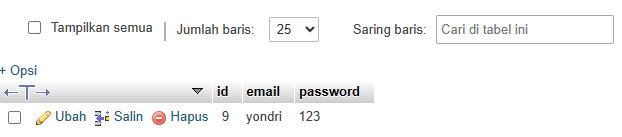 Tampilkan semua Jumlah baris: 25 Saring baris: Cari di tabel ini
+ Opsi
id email password
Ubah Salin Hapus 9 yondri 123